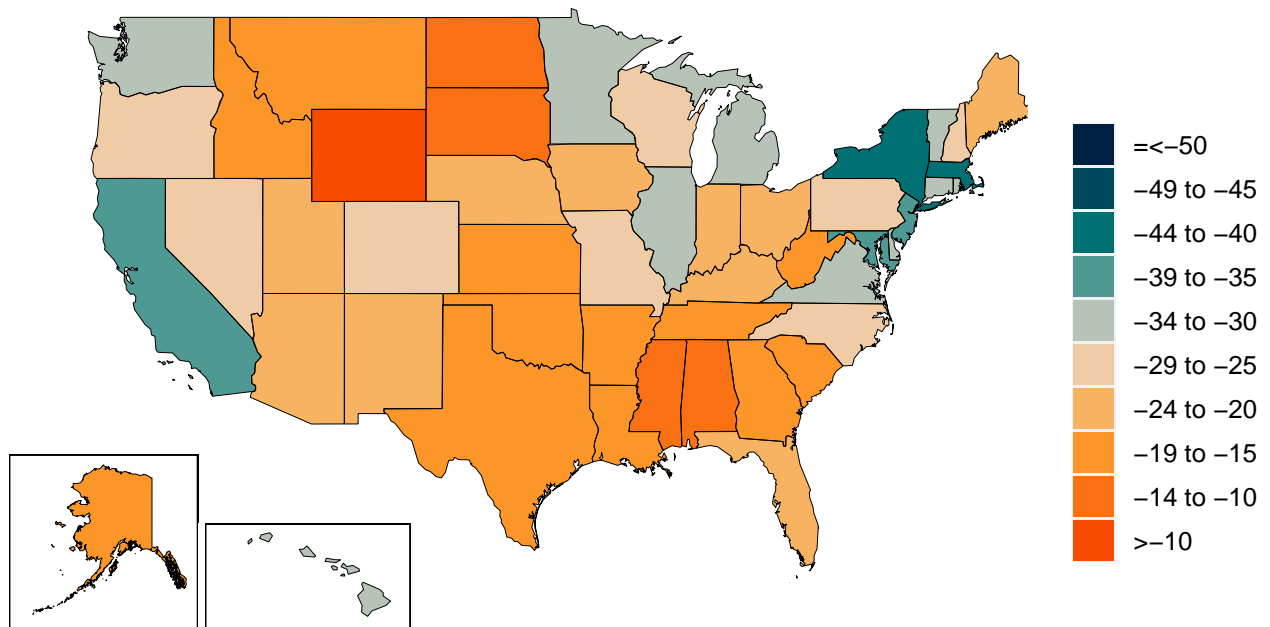 =<−50
−49 to −45
−44 to −40
−39 to −35
−34 to −30
−29 to −25
−24 to −20
−19 to −15
−14 to −10
>−10